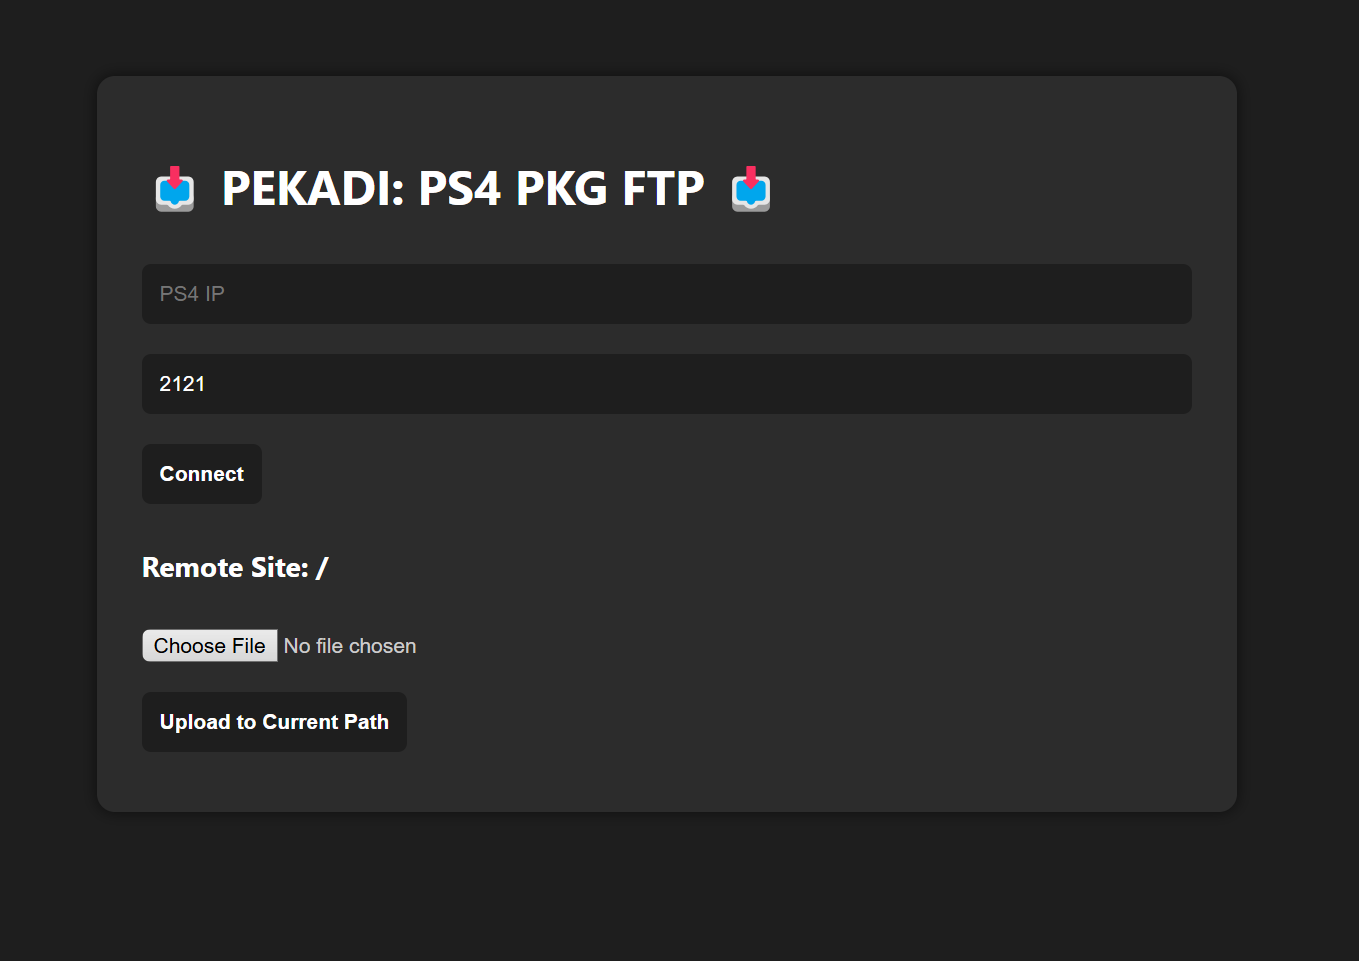 PEKADI: PS4 PKG FTP
PS4 IP
2121
Connect
Remote Site: /
Choose File No file chosen
Upload to Current Path